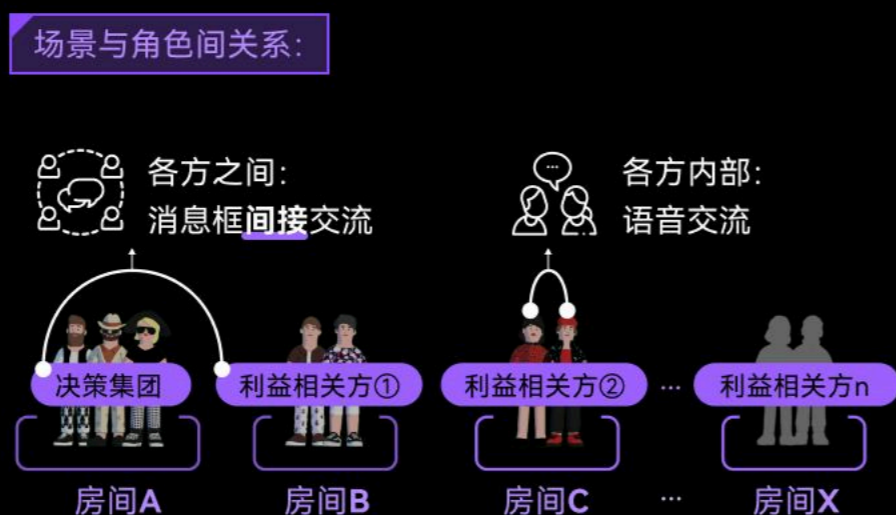 场景与角色间关系：
各方之间：
消息框间接交流
各方内部：
语音交流
决策集团
利益相关方①
利益相关方②
…
利益相关方n
房间A
房间B
房间C
…
房间X